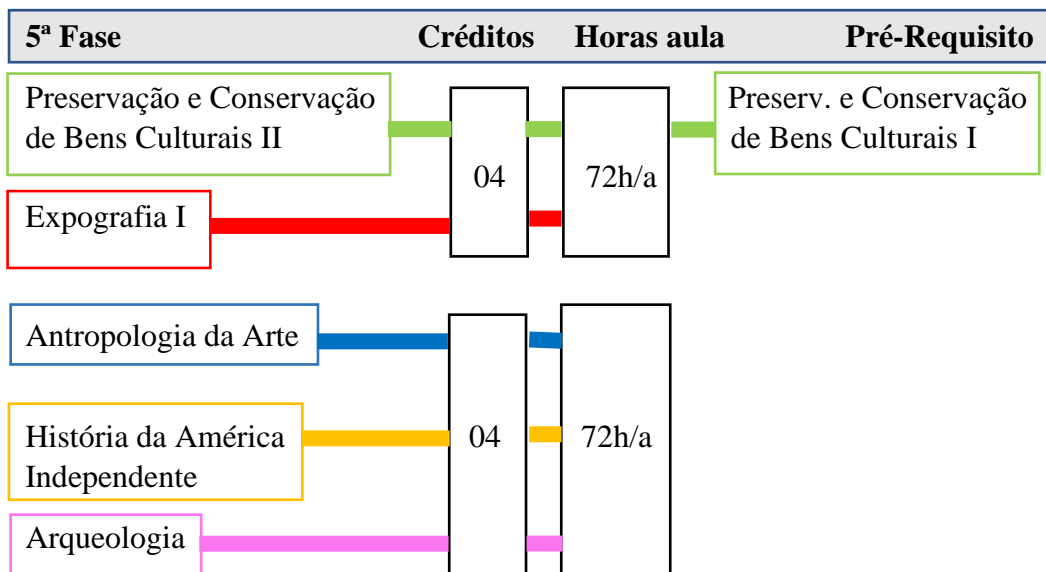 5ª Fase Créditos Horas aula Pré-Requisito
Preservação e Conservação
de Bens Culturais II
04
72h/a
Preserv. e Conservação
de Bens Culturais I
Expografia I
Antropologia da Arte
História da América
Independente
04
72h/a
Arqueologia